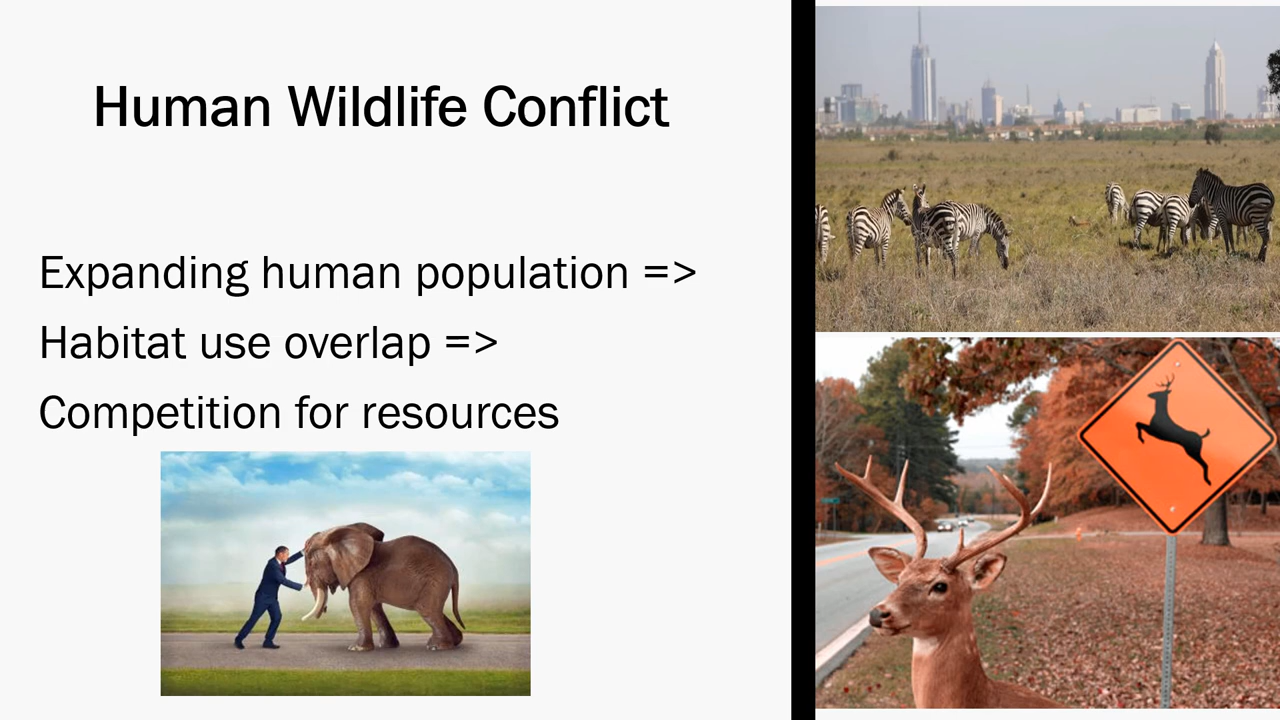 Human Wildlife Conflict
Expanding human population =>
Habitat use overlap =>
Competition for resources